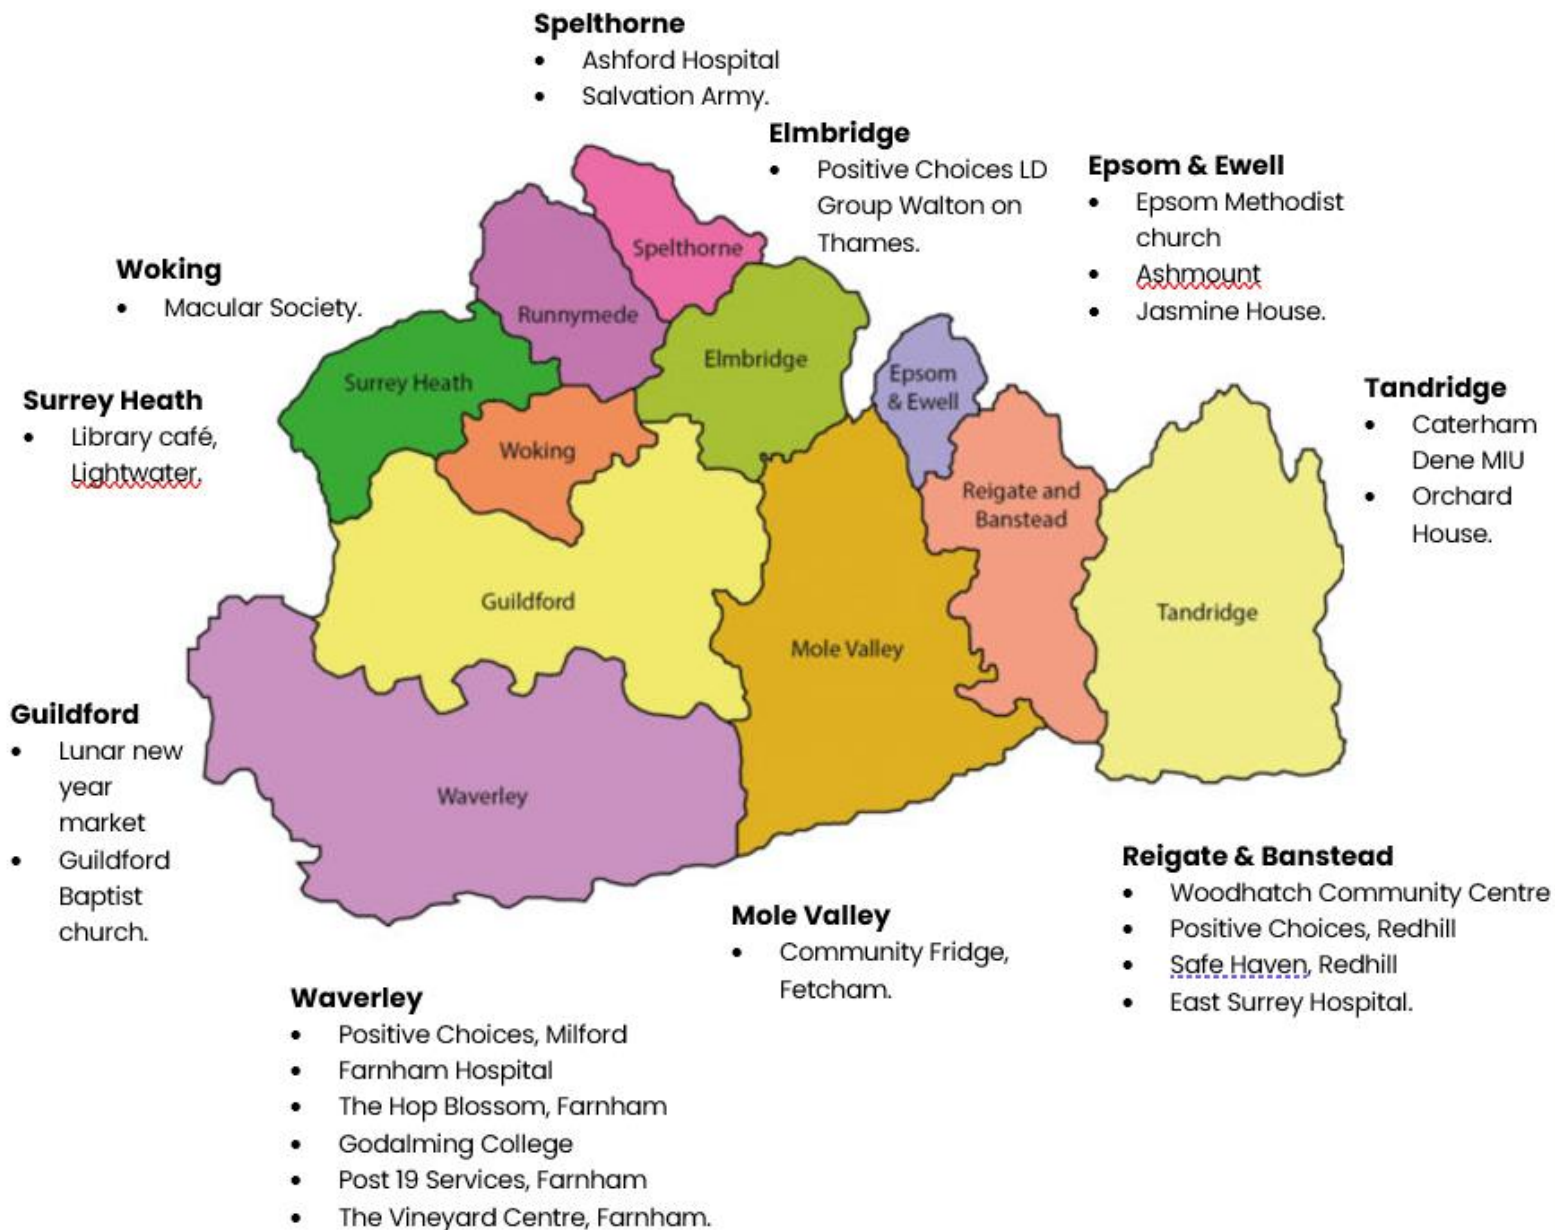 Spelthorne
• Ashford Hospital
• Salvation Army.
Elmbridge
• Positive Choices LD
Group Walton on
Thames.
Epsom & Ewell
• Epsom Methodist
church
• Ashmount
• Jasmine House.
Woking
• Macular Society.
Surrey Heath
• Library café,
Lightwater.
Tandridge
• Caterham
Dene MIU
• Orchard
House.
Spelthorne
Runnymede
Elmbridge
Surrey Heath
Epsom
& Ewell
Woking
Reigate and
Banstead
Guildford
Mole Valley
Tandridge
Waverley
Guildford
• Lunar new
year
market
• Guildford
Baptist
church.
Mole Valley
• Community Fridge,
Fetcham.
Reigate & Banstead
• Woodhatch Community Centre
• Positive Choices, Redhill
• Safe Haven, Redhill
• East Surrey Hospital.
Waverley
• Positive Choices, Milford
• Farnham Hospital
• The Hop Blossom, Farnham
• Godalming College
• Post 19 Services, Farnham
• The Vineyard Centre, Farnham.